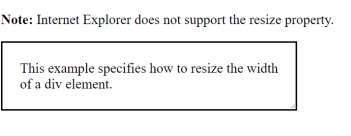 Note: Internet Explorer does not support the resize property.
This example specifies how to resize the width
of a div element.